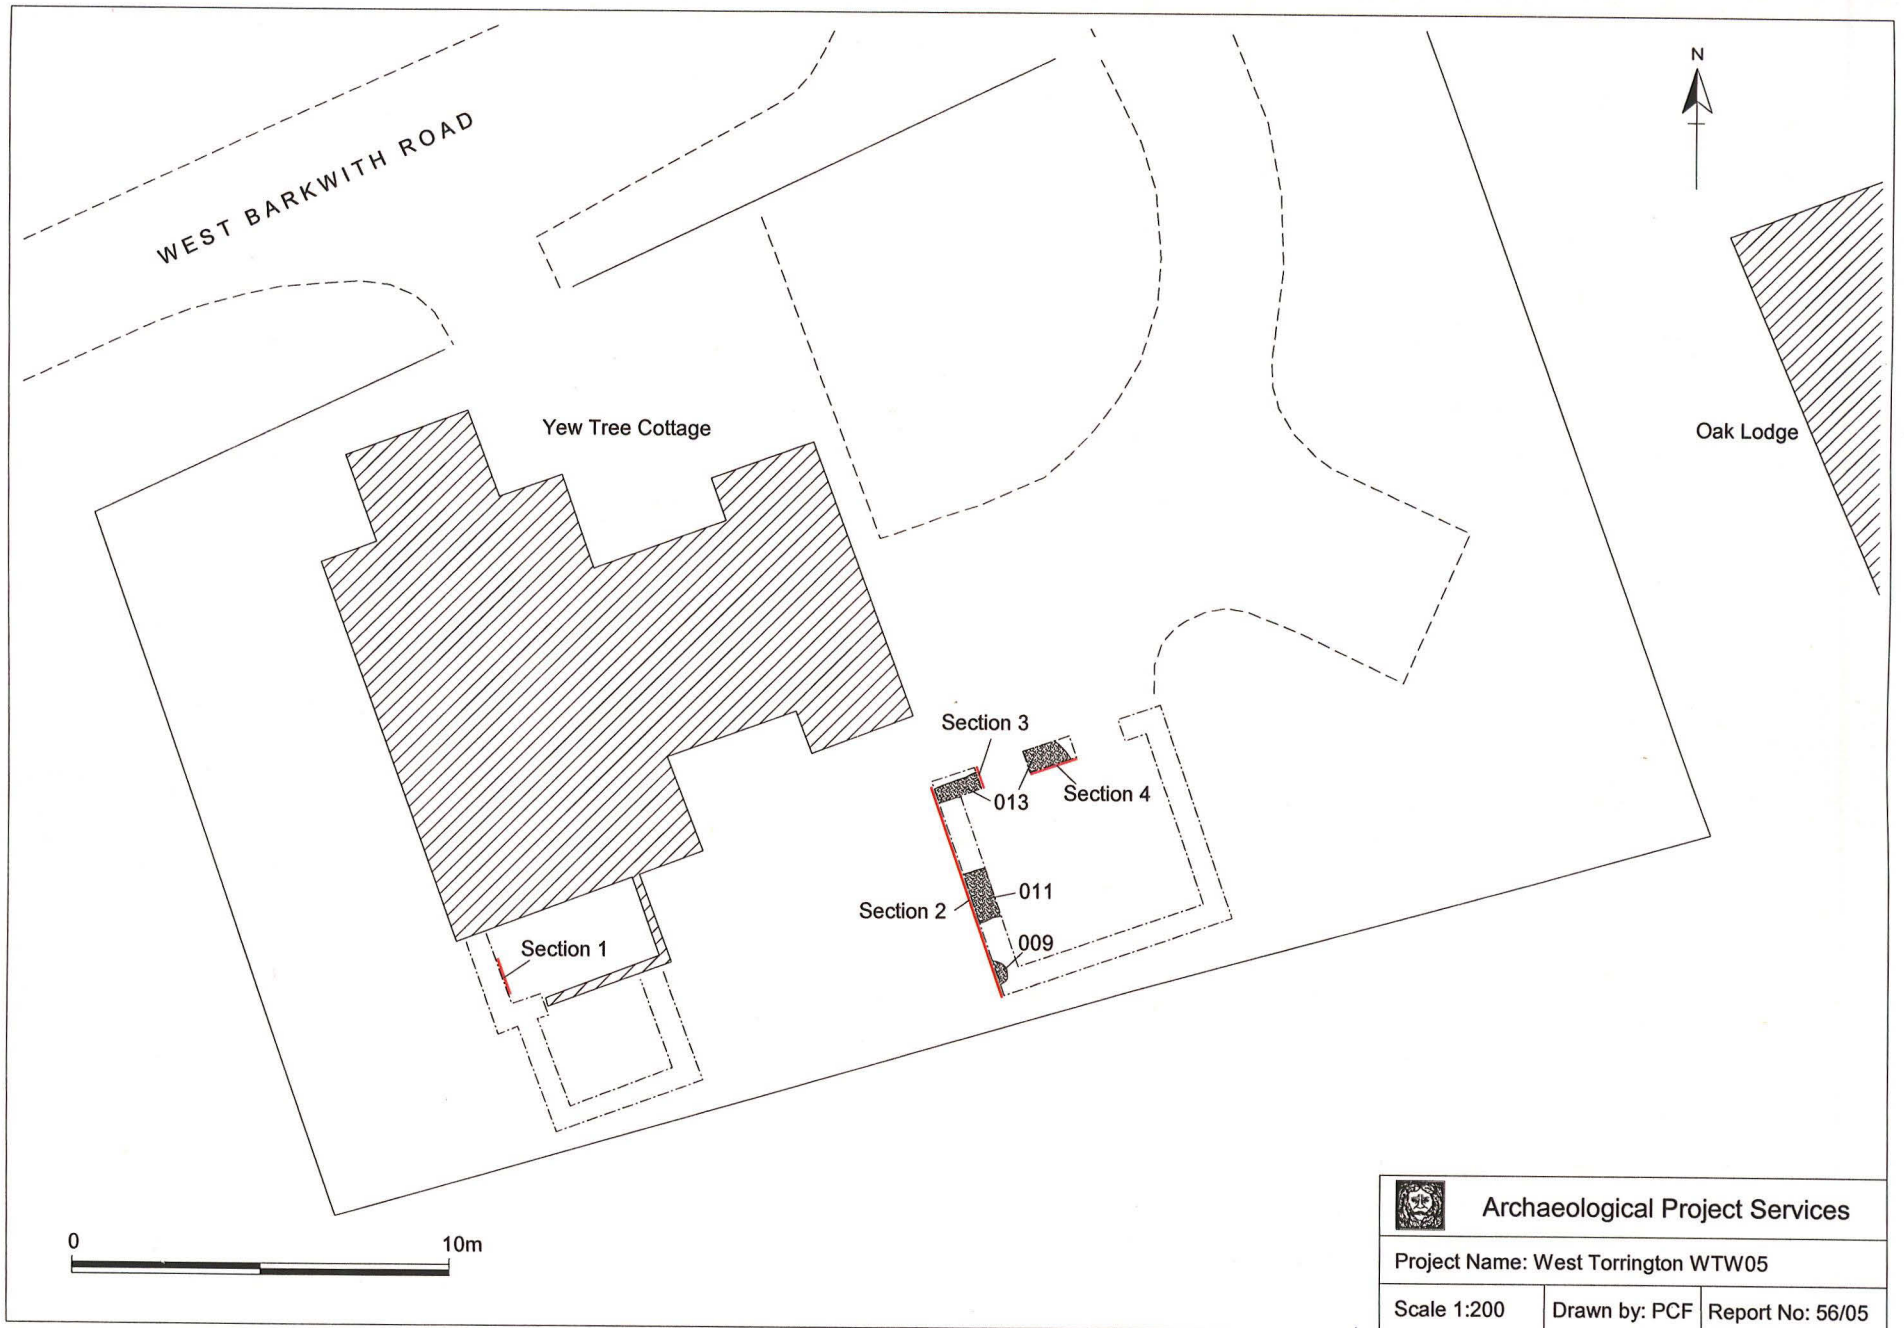 N
WEST BARKWITH ROAD
Yew Tree Cottage
Oak Lodge
Section 3
013
Section 4
011
Section 2
009
Section 1
0
10m
Archaeological Project Services
Project Name: West Torrington WTW05
Scale 1:200
Drawn by: PCF
Report No: 56/05